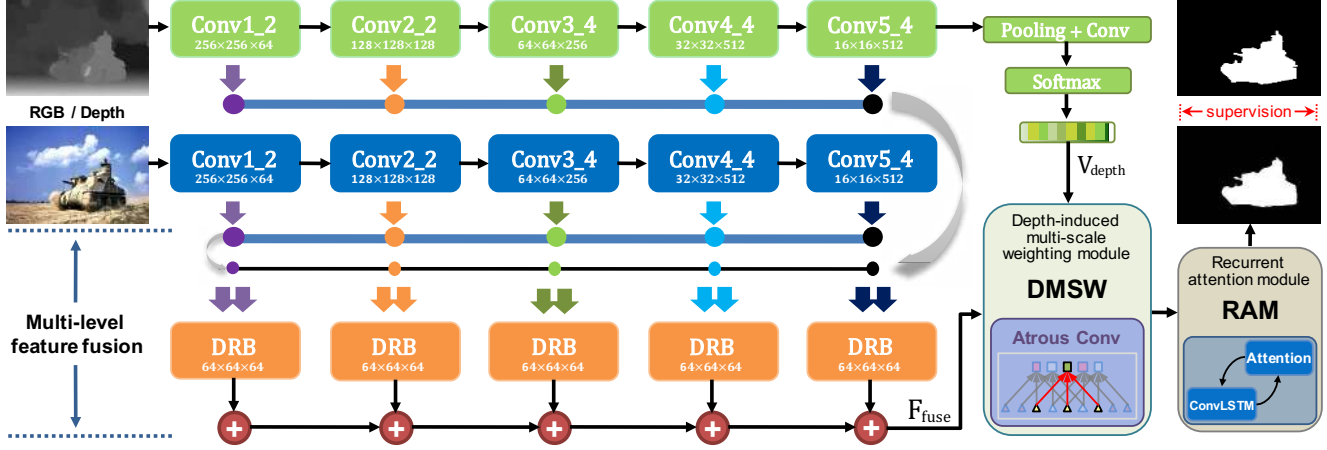 Conv1_2
256×256×64
Conv2_2
128×128×128
Conv3_4
64×64×256
Conv4_4
32×32×512
Conv5_4
16×16×512
Pooling + Conv
Softmax
V_depth
RGB / Depth
supervision
Conv1_2
256×256×64
Conv2_2
128×128×128
Conv3_4
64×64×256
Conv4_4
32×32×512
Conv5_4
16×16×512
Multi-level
feature fusion
DRB
64×64×64
DRB
64×64×64
DRB
64×64×64
DRB
64×64×64
DRB
64×64×64
+
+
+
+
+
F_fuse
Depth-induced
multi-scale
weighting module
DMSW
Atrous Conv
Recurrent
attention module
RAM
Attention
ConvLSTM